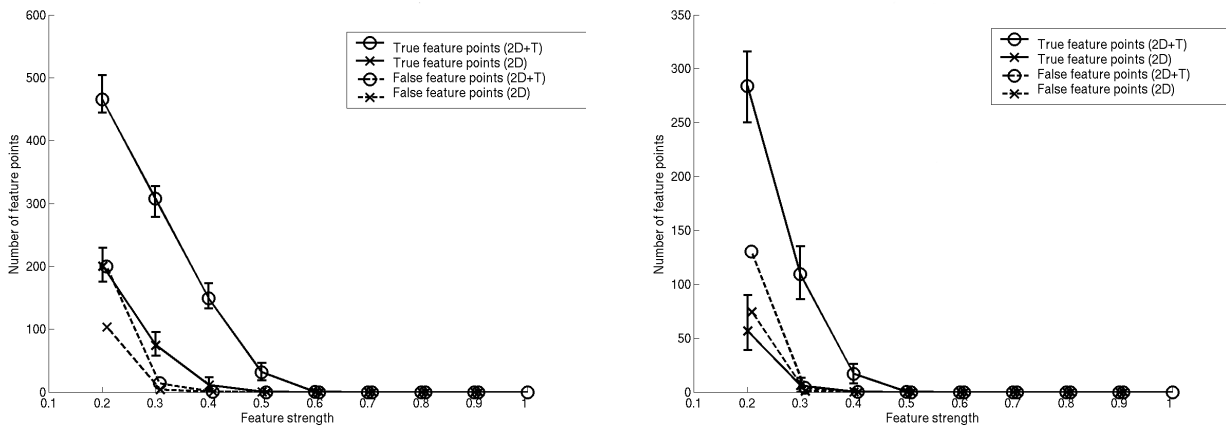 600
500
400
300
200
100
0
Number of feature points
True feature points (2D+T)
True feature points (2D)
False feature points (2D+T)
False feature points (2D)
0.1 0.2 0.3 0.4 0.5 0.6 0.7 0.8 0.9 1
Feature strength
350
300
250
200
150
100
50
0
Number of feature points
True feature points (2D+T)
True feature points (2D)
False feature points (2D+T)
False feature points (2D)
0.1 0.2 0.3 0.4 0.5 0.6 0.7 0.8 0.9 1
Feature strength